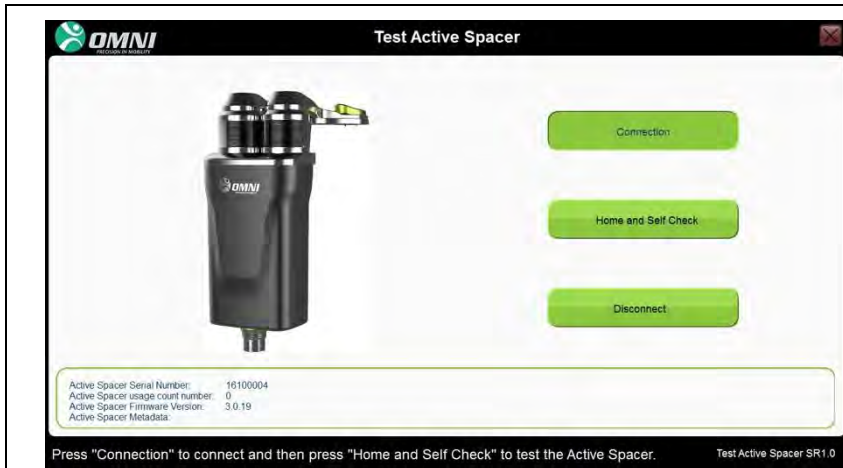 OMNI
PRECISION IN MOBILITY
Test Active Spacer
OMNI
Connection
Home and Self Check
Disconnect
Active Spacer Serial Number: 16100004
Active Spacer usage count number: 0
Active Spacer Firmware Version: 3.0.19
Active Spacer Metadata:
Press "Connection" to connect and then press "Home and Self Check" to test the Active Spacer.
Test Active Spacer SR1.0